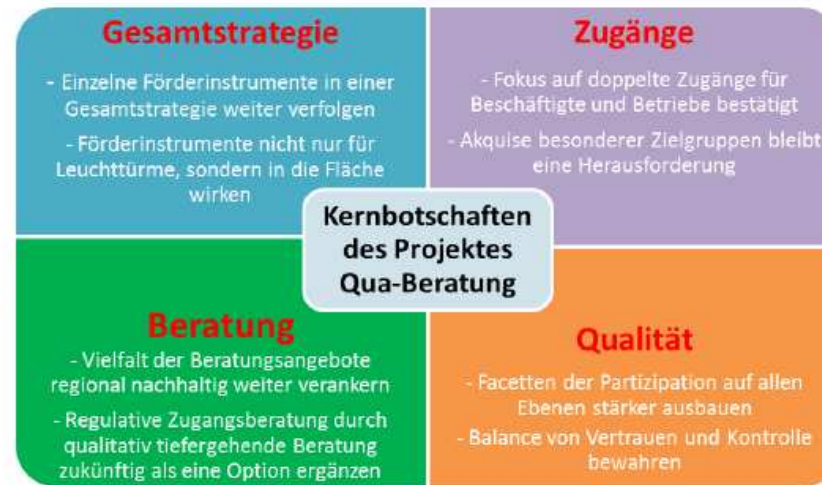 Gesamtstrategie
- Einzelne Förderinstrumente in einer
Gesamtstrategie weiter verfolgen
- Förderinstrumente nicht nur für
Leuchttürme, sondern in die Fläche
wirken
Zugänge
- Fokus auf doppelte Zugänge für
Beschäftigte und Betriebe bestätigt
- Akquise besonderer Zielgruppen bleibt
eine Herausforderung
Kernbotschaften
des Projektes
Qua-Beratung
Beratung
- Vielfalt der Beratungsangebote
regional nachhaltig weiter verankern
- Regulative Zugangsberatung durch
qualitativ tiefergehende Beratung
zukünftig als eine Option ergänzen
Qualität
- Facetten der Partizipation auf allen
Ebenen stärker ausbauen
- Balance von Vertrauen und Kontrolle
bewahren